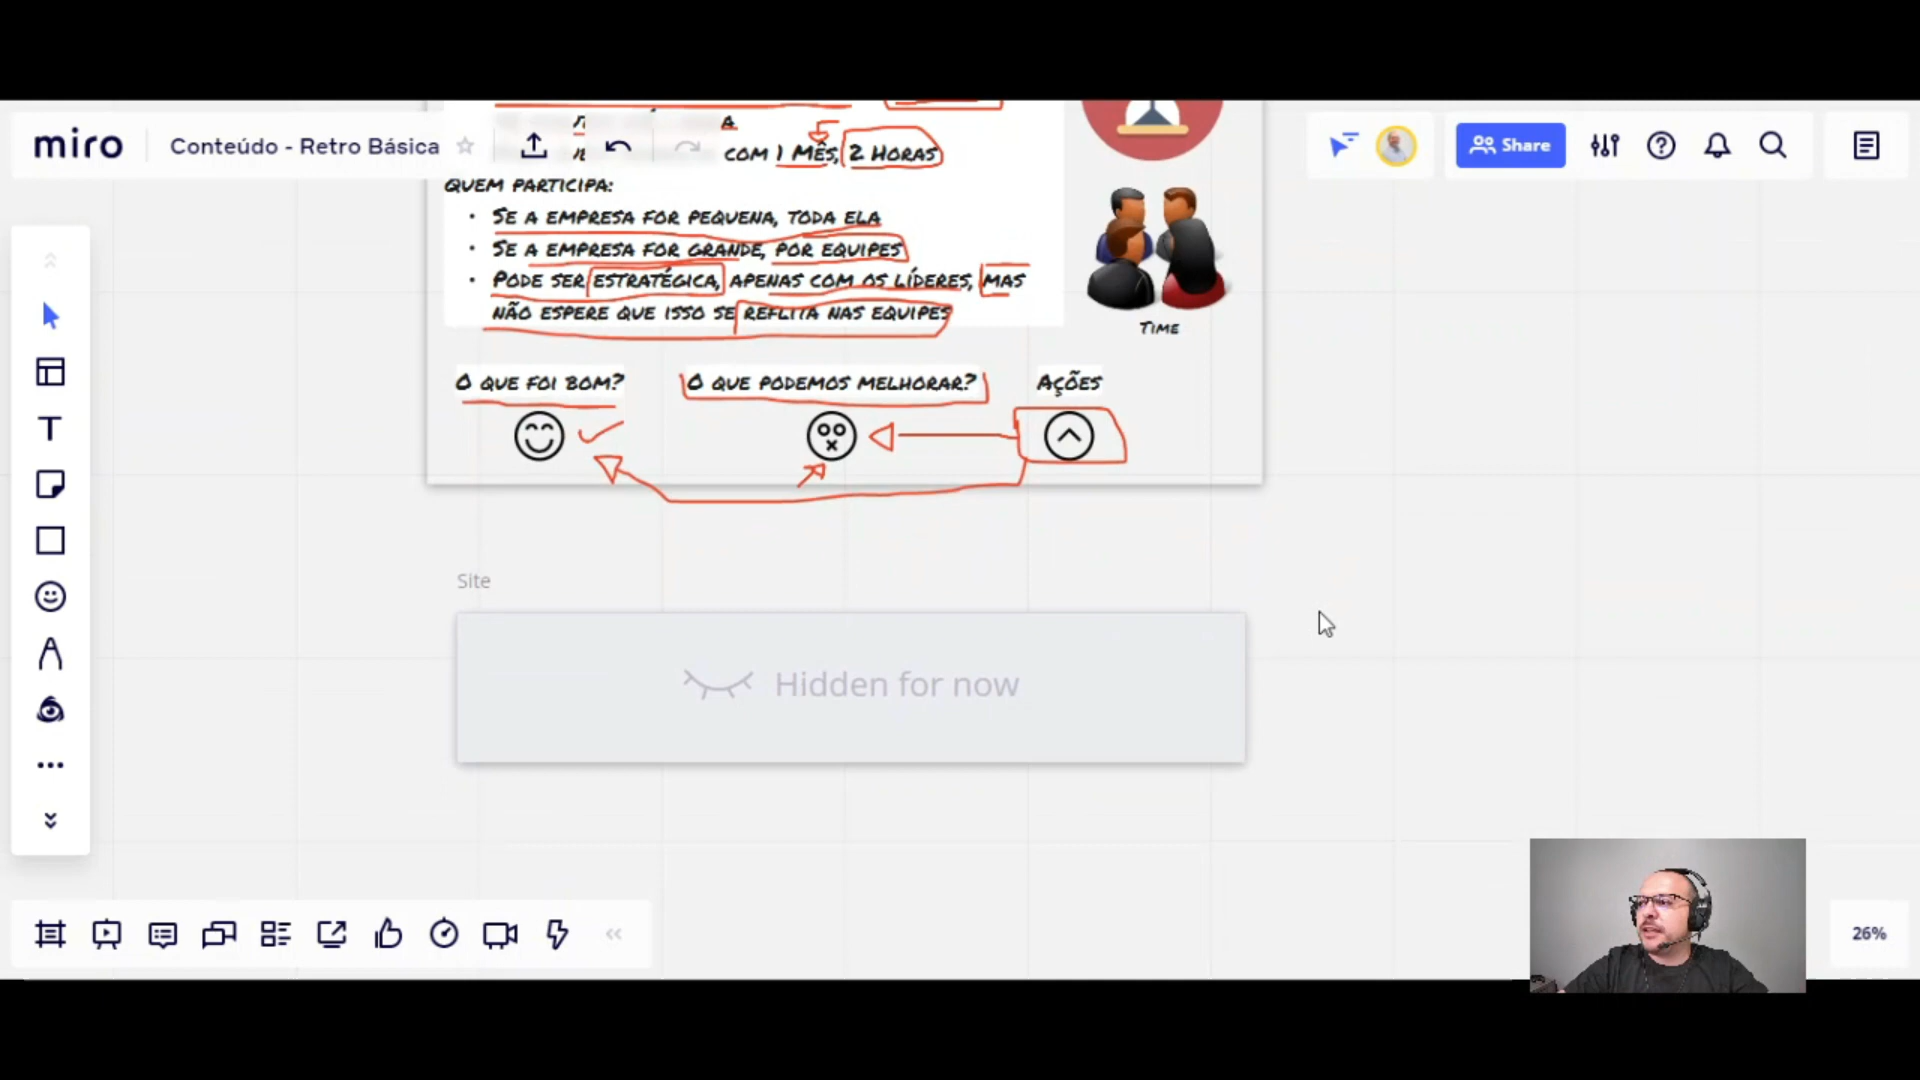 miro
Conteúdo - Retro Básica
com 1 mês, 2 horas
Share
Quem participa:
• Se a empresa for pequena, toda ela
• Se a empresa for grande, por equipes
• Pode ser estratégica, apenas com os líderes, mas
não espere que isso se reflita nas equipes
Time
O que foi bom?
O que podemos melhorar?
Ações
Site
Hidden for now
26%